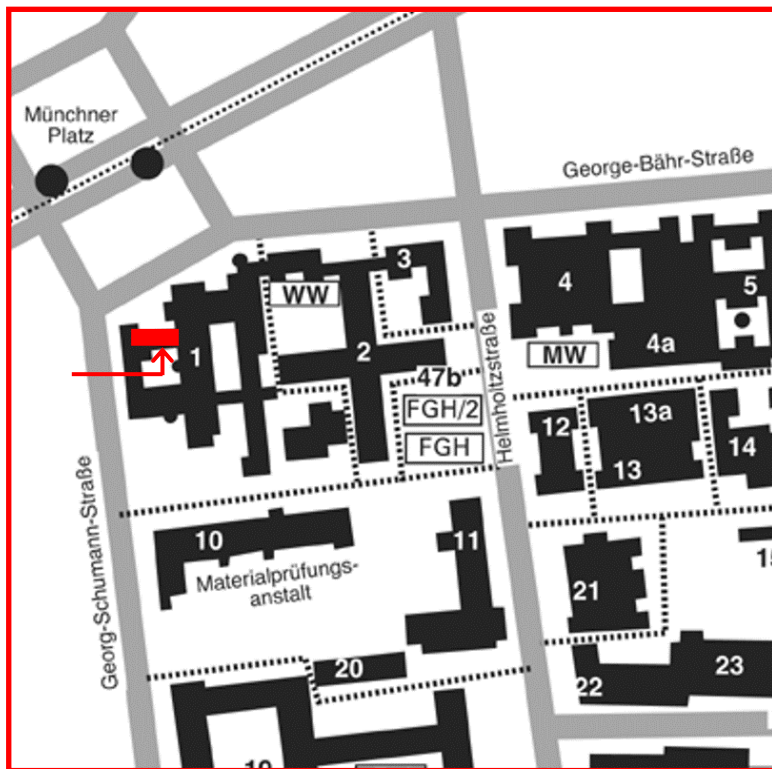 Münchner
Platz
George-Bähr-Straße
3
4
5
WW
1
2
MW
4a
47b
FGH/2
FGH
Helmholtzstraße
12
13a
13
14
Georg-Schumann-Straße
10
Materialprüfungs-
anstalt
11
21
20
22
23